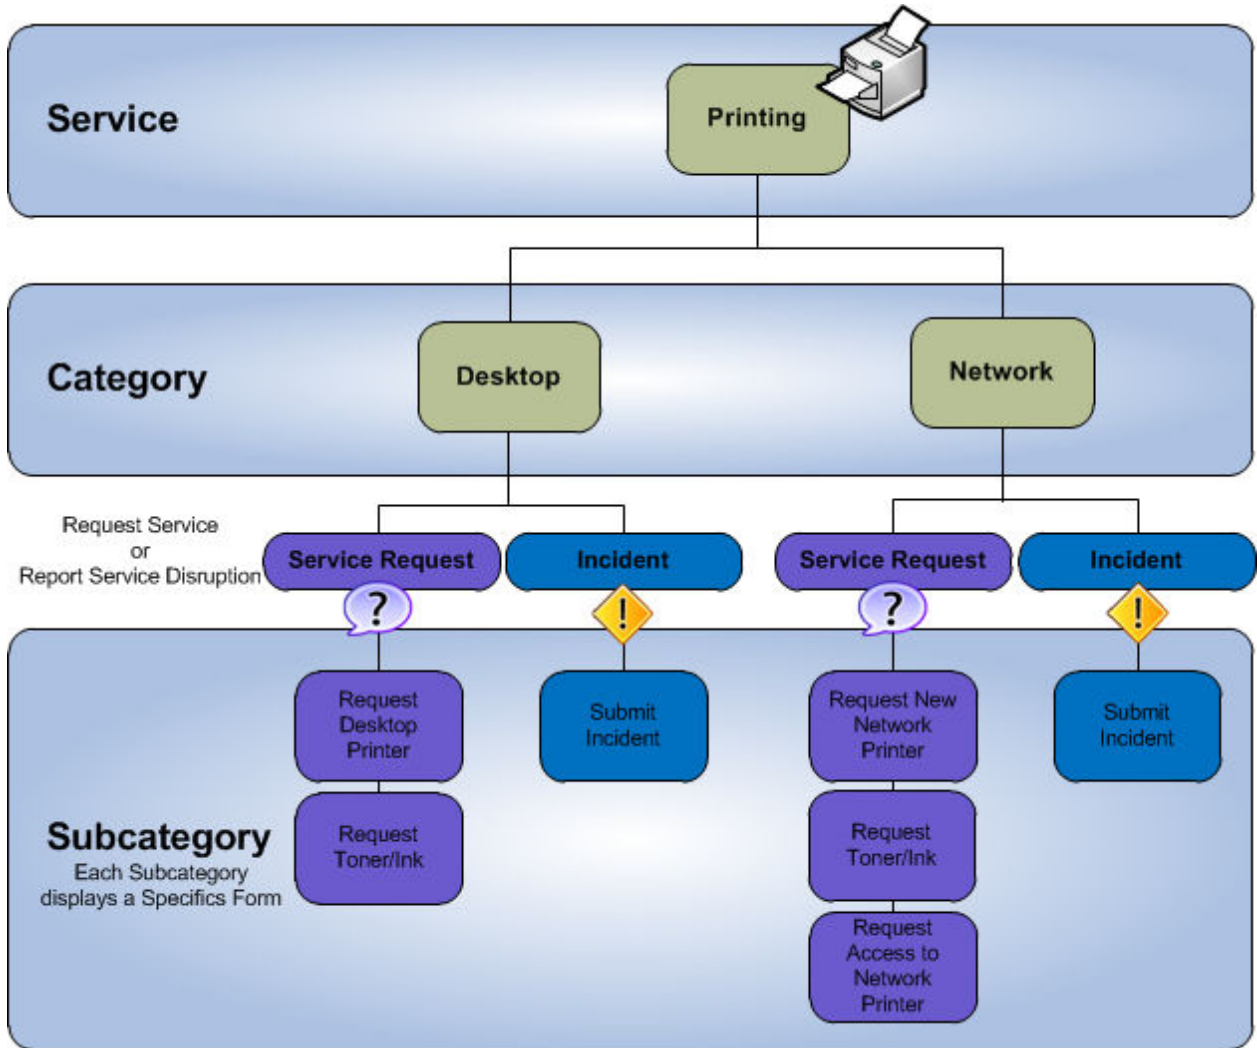 Service
Printing
Category
Desktop
Network
Request Service
or
Report Service Disruption
Service Request
Incident
Service Request
Incident
?
!
?
!
Request
Desktop
Printer
Submit
Incident
Request New
Network
Printer
Submit
Incident
Subcategory
Each Subcategory
displays a Specifics Form
Request
Toner/Ink
Request
Toner/Ink
Request
Access to
Network
Printer